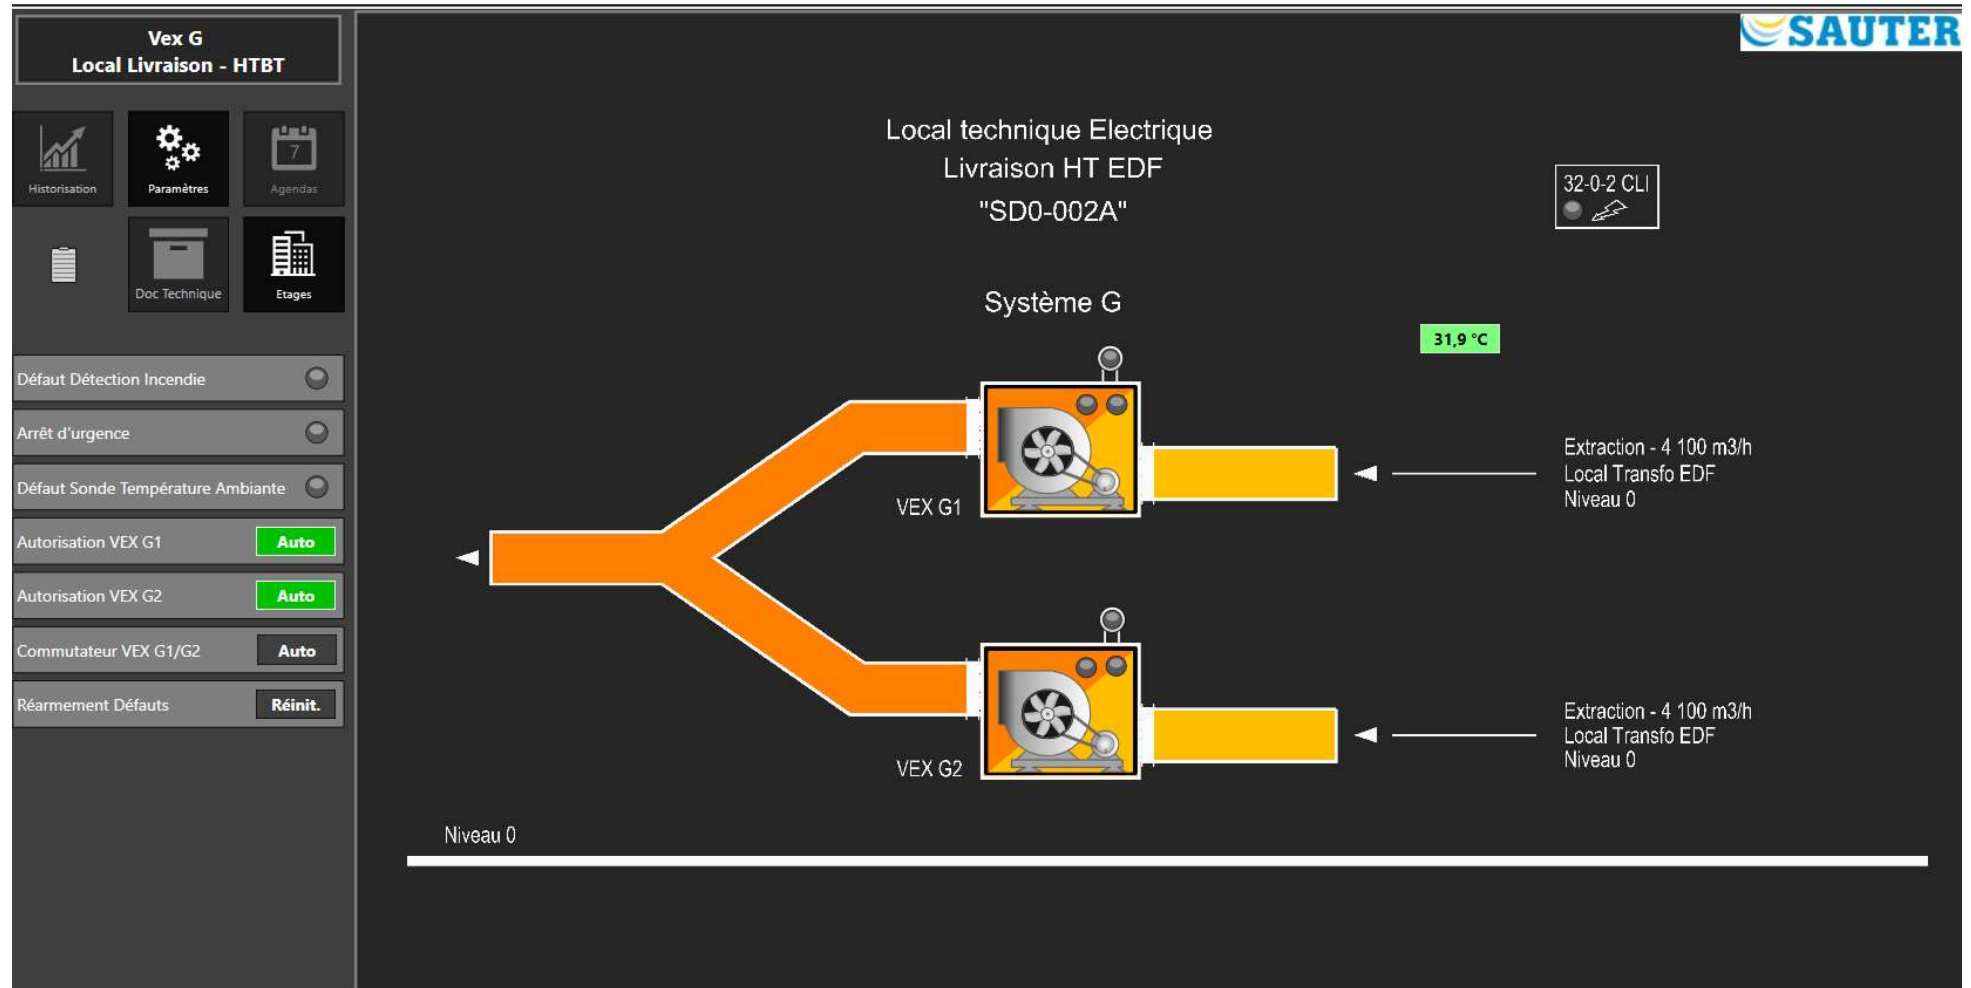 Vex G
Local Livraison - HTBT
SAUTER
Historisation
Paramètres
7
Agendas
Doc Technique
Etages
Défaut Détection Incendie
Arrêt d'urgence
Défaut Sonde Température Ambiante
Autorisation VEX G1 Auto
Autorisation VEX G2 Auto
Commutateur VEX G1/G2 Auto
Réarmement Défauts Réinit.
Local technique Electrique
Livraison HT EDF
"SD0-002A"
32-0-2 CLI
Système G
31,9 °C
VEX G1
Extraction - 4 100 m3/h
Local Transfo EDF
Niveau 0
VEX G2
Extraction - 4 100 m3/h
Local Transfo EDF
Niveau 0
Niveau 0